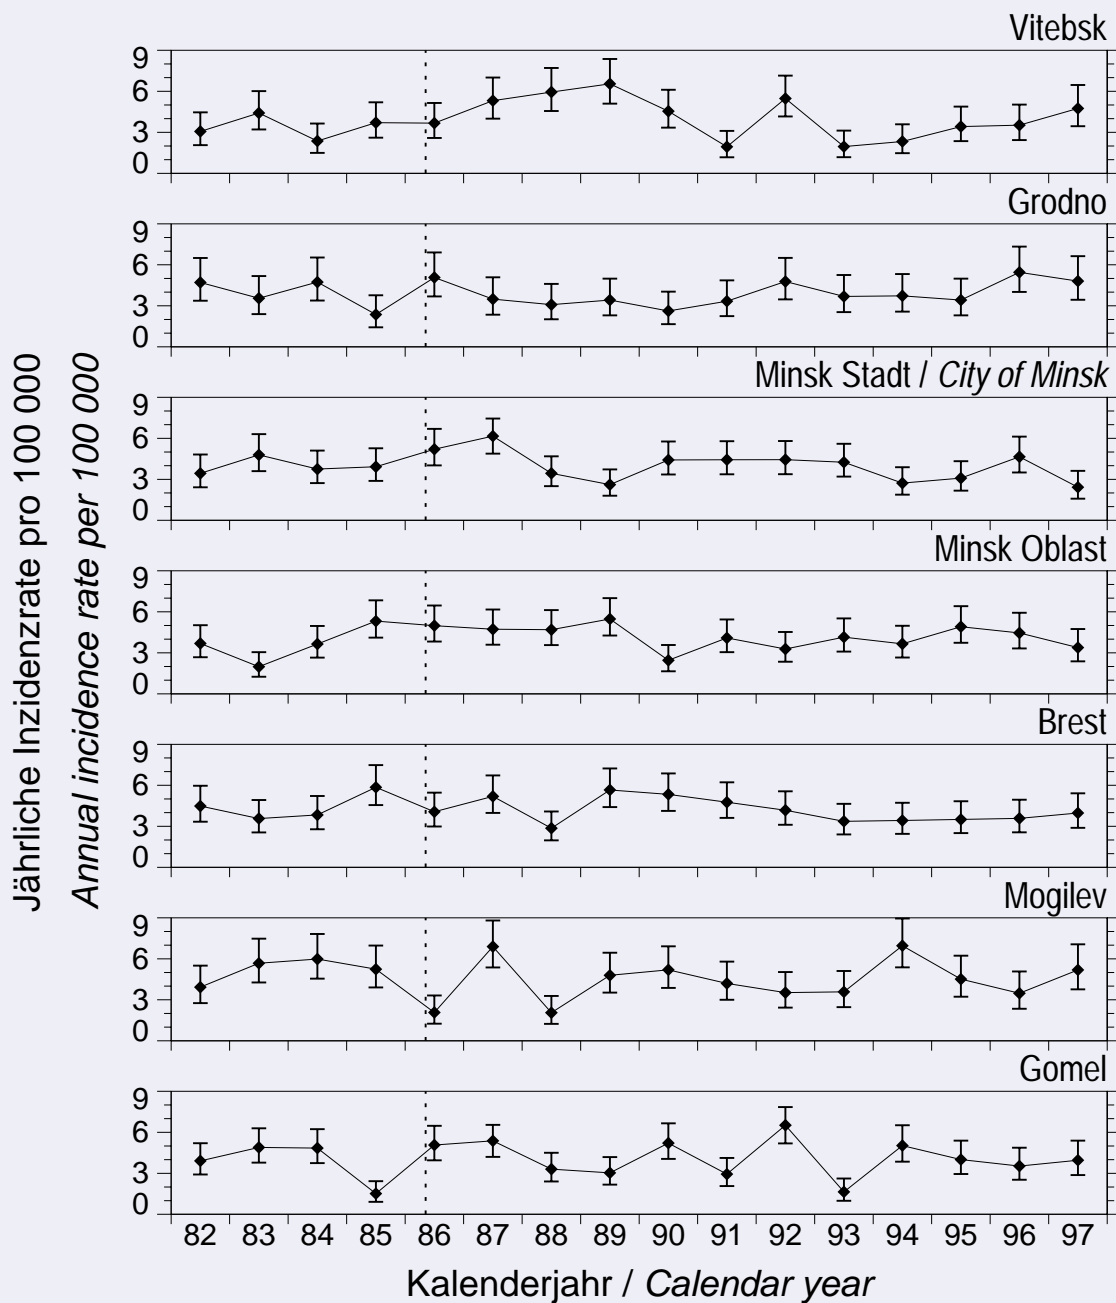 Jährliche Inzidenzrate pro 100 000
Annual incidence rate per 100 000
Vitebsk
9
6
3
0
Grodno
9
6
3
0
Minsk Stadt / City of Minsk
9
6
3
0
Minsk Oblast
9
6
3
0
Brest
9
6
3
0
Mogilev
9
6
3
0
Gomel
9
6
3
0
82 83 84 85 86 87 88 89 90 91 92 93 94 95 96 97
Kalenderjahr / Calendar year